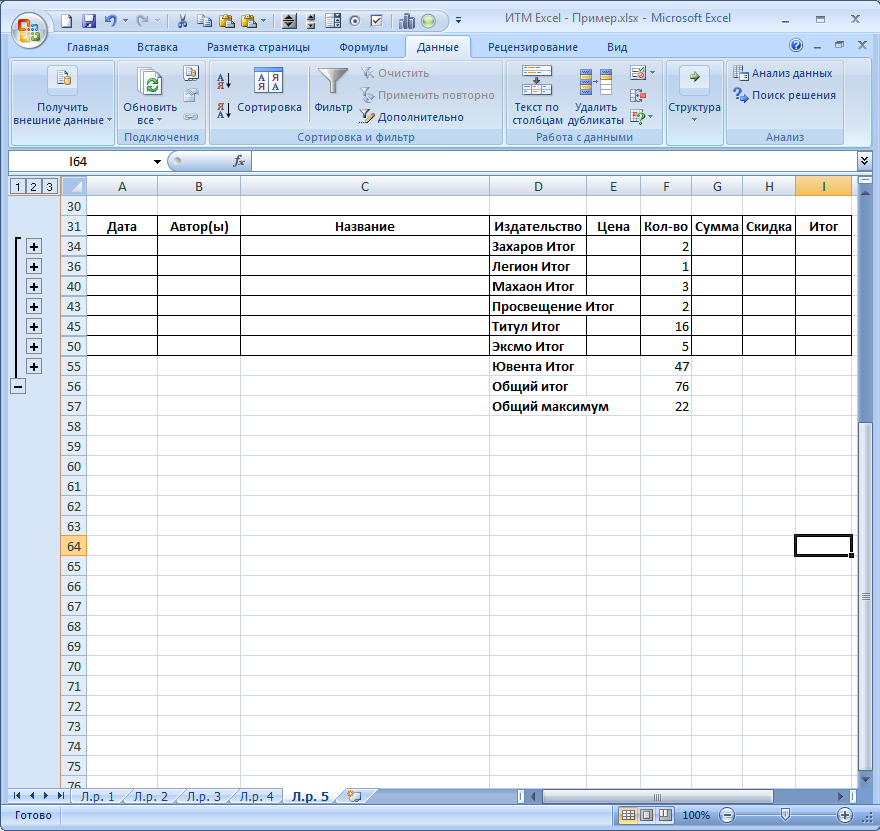 ИТМ Excel - Пример.xlsx - Microsoft Excel
Главная Вставка Разметка страницы Формулы Данные Рецензирование Вид
Получить внешние данные
Обновить все
Подключения
Сортировка
Фильтр
Очистить
Применить повторно
Дополнительно
Сортировка и фильтр
Текст по столбцам
Удалить дубликаты
Работа с данными
Структура
Анализ данных
Поиск решения
Анализ
I64 fx
1 2 3 A B C D E F G H I
30
31 Дата Автор(ы) Название Издательство Цена Кол-во Сумма Скидка Итог
34 Захаров Итог 2
36 Легион Итог 1
40 Махаон Итог 3
43 Просвещение Итог 2
45 Титул Итог 16
50 Эксмо Итог 5
55 Ювента Итог 47
56 Общий итог 76
57 Общий максимум 22
58
59
60
61
62
63
64
65
66
67
68
69
70
71
72
73
74
75
76
Л.р. 1 Л.р. 2 Л.р. 3 Л.р. 4 Л.р. 5
Готово 100%